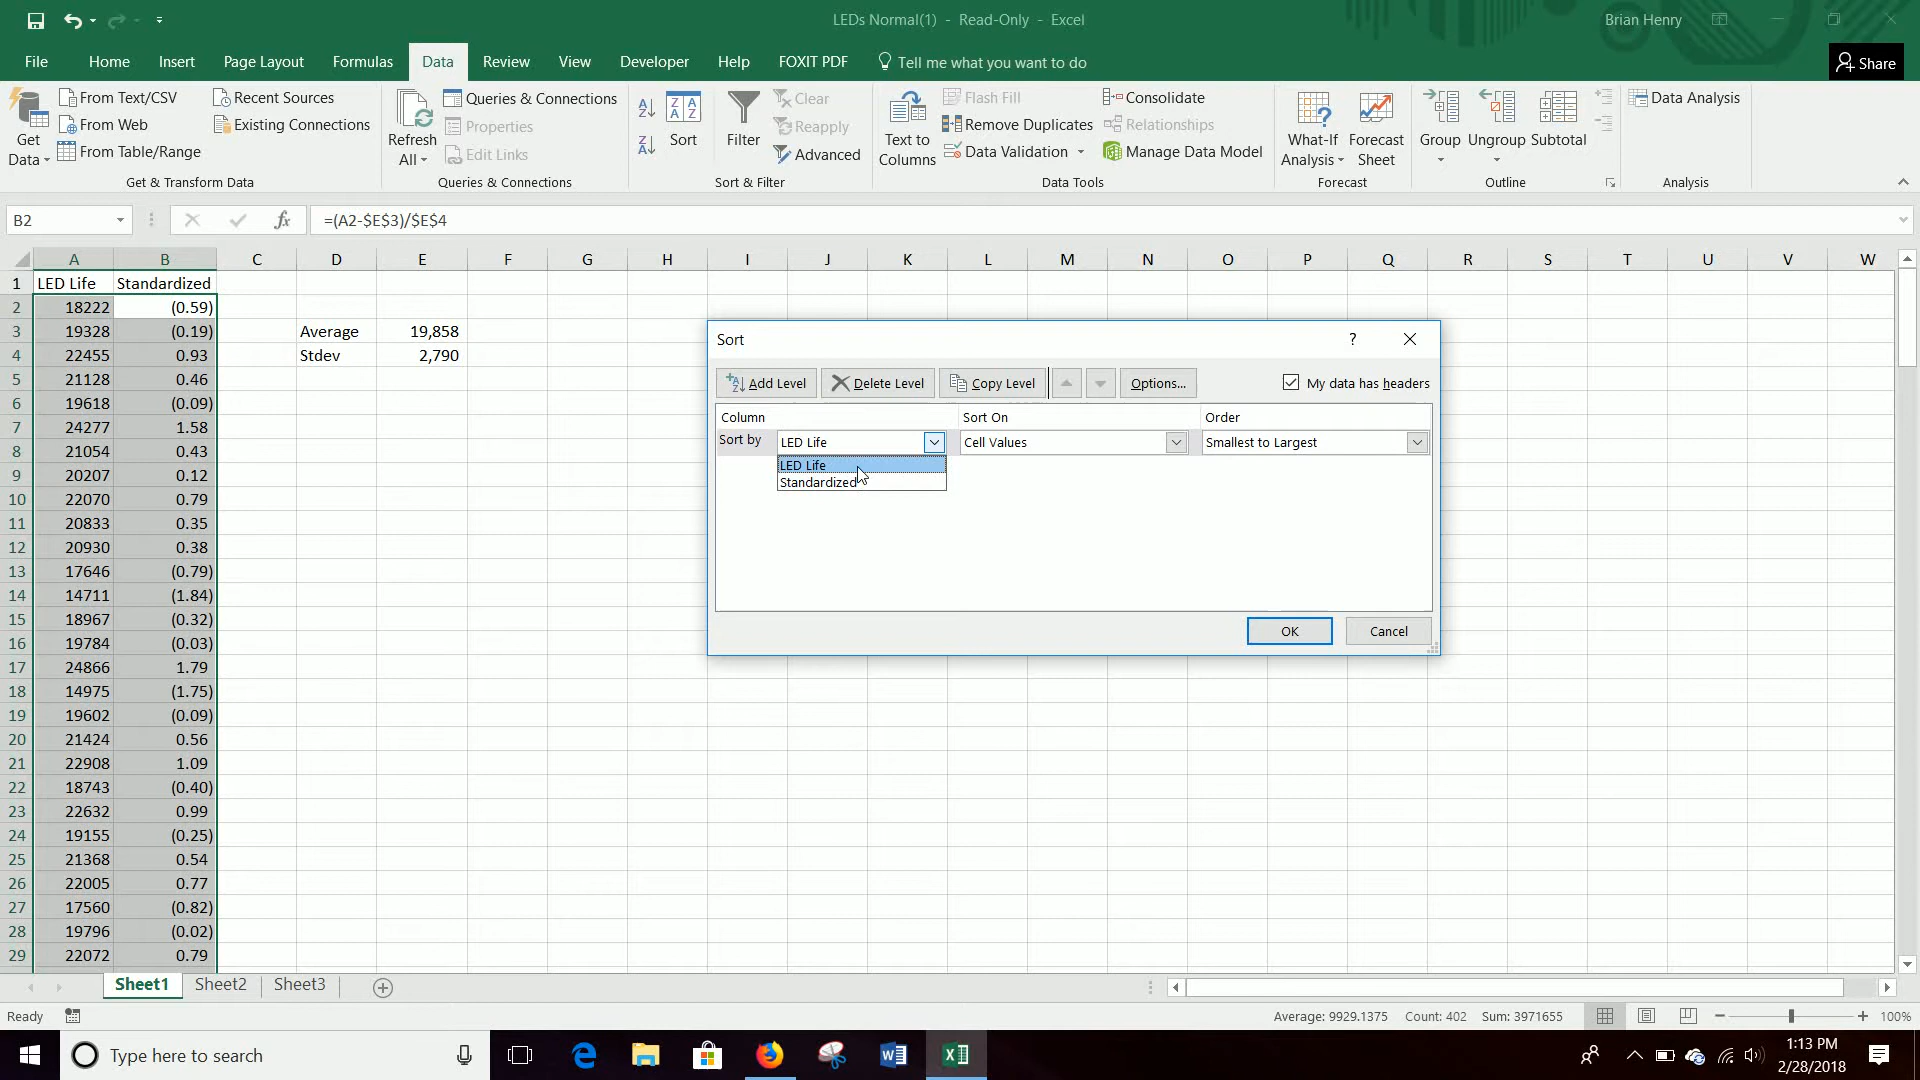 LEDs Normal(1) - Read-Only - Excel
Brian Henry
File Home Insert Page Layout Formulas Data Review View Developer Help FOXIT PDF Tell me what you want to do Share
Get Data
From Text/CSV
From Web
From Table/Range
Recent Sources
Existing Connections
Get & Transform Data
Refresh All
Queries & Connections
Properties
Edit Links
Queries & Connections
Sort
Filter
Clear
Reapply
Advanced
Sort & Filter
Text to Columns
Flash Fill
Remove Duplicates
Data Validation
Consolidate
Relationships
Manage Data Model
Data Tools
What-If Analysis
Forecast Sheet
Forecast
Group
Ungroup
Subtotal
Outline
Data Analysis
Analysis
B2 fx =(A2-$E$3)/$E$4
A B C D E F G H I J K L M N O P Q R S T U V W
1 LED Life Standardized
2 18222 (0.59)
3 19328 (0.19) Average 19,858
4 22455 0.93 Stdev 2,790
5 21128 0.46
6 19618 (0.09)
7 24277 1.58
8 21054 0.43
9 20207 0.12
10 22070 0.79
11 20833 0.35
12 20930 0.38
13 17646 (0.79)
14 14711 (1.84)
15 18967 (0.32)
16 19784 (0.03)
17 24866 1.79
18 14975 (1.75)
19 19602 (0.09)
20 21424 0.56
21 22908 1.09
22 18743 (0.40)
23 22632 0.99
24 19155 (0.25)
25 21368 0.54
26 22005 0.77
27 17560 (0.82)
28 19796 (0.02)
29 22072 0.79
Sort ?
Add Level Delete Level Copy Level Options... My data has headers
Column Sort On Order
Sort by LED Life Cell Values Smallest to Largest
LED Life
Standardized
OK Cancel
Sheet1 Sheet2 Sheet3
Ready Average: 9929.1375 Count: 402 Sum: 3971655 100%
Type here to search
1:13 PM
2/28/2018